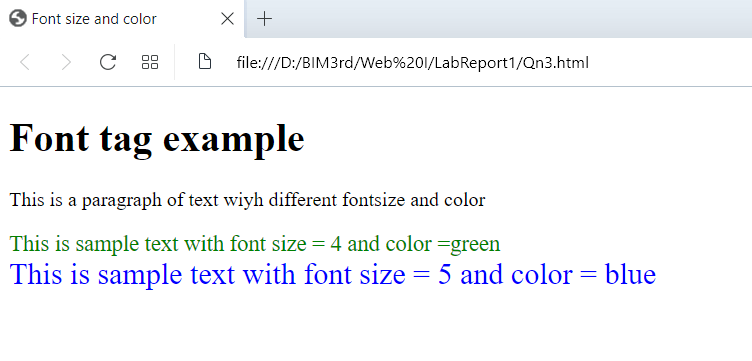 Font size and color
file:///D:/BIM3rd/Web%20I/LabReport1/Qn3.html
Font tag example
This is a paragraph of text wiyh different fontsize and color
This is sample text with font size = 4 and color =green
This is sample text with font size = 5 and color = blue